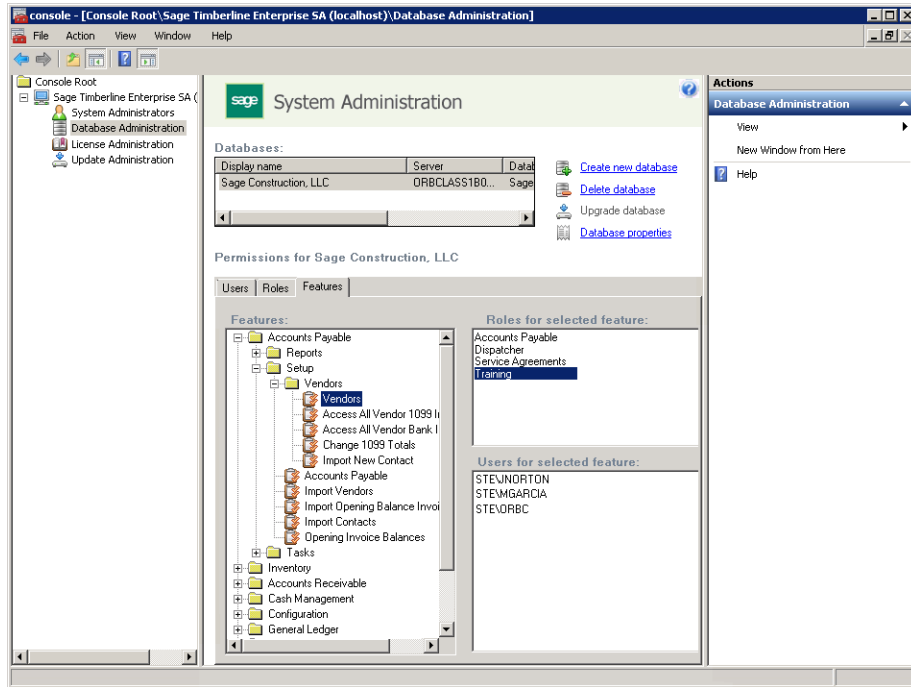 console - [Console Root\Sage Timberline Enterprise SA (localhost)\Database Administration]
File Action View Window Help
Console Root
Sage Timberline Enterprise SA (
System Administrators
Database Administration
License Administration
Update Administration
sage System Administration
Databases:
Display name Server Datab
Sage Construction, LLC ORBCLASS1B0... Sage
Create new database
Delete database
Upgrade database
Database properties
Permissions for Sage Construction, LLC
Users Roles Features
Features:
Accounts Payable
Reports
Setup
Vendors
Vendors
Access All Vendor 1099 I
Access All Vendor Bank I
Change 1099 Totals
Import New Contact
Accounts Payable
Import Vendors
Import Opening Balance Invoi
Import Contacts
Opening Invoice Balances
Tasks
Inventory
Accounts Receivable
Cash Management
Configuration
General Ledger
Roles for selected feature:
Accounts Payable
Dispatcher
Service Agreements
Training
Users for selected feature:
STE\JNORTON
STE\MGARCIA
STE\ORBC
Actions
Database Administration
View
New Window from Here
Help